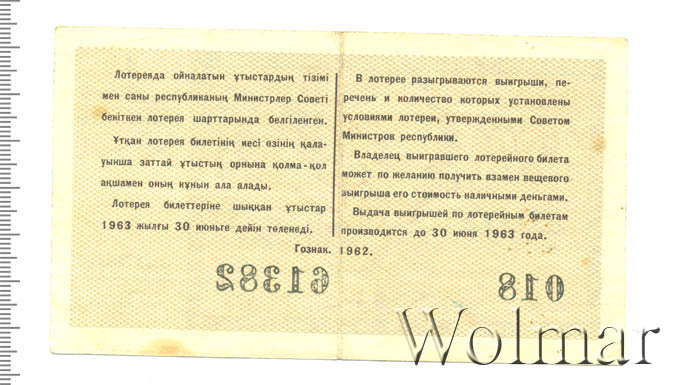 Лотереяда ойналатын ұтыстардың тізімі
мен саны республиканың Министрлер Советі
бекіткен лотерея шарттарында белгіленген.
Ұтқан лотерея билетінің иесі өзінің қала-
уынша заттай ұтыстың орнына қолма-қол
ақшамен оның құнын ала алады.
Лотерея билеттеріне шыққан ұтыстар
1963 жылғы 30 июньге дейін төленеді.
В лотерее разыгрываются выигрыши, пе-
речень и количество которых установлены
условиями лотереи, утвержденными Советом
Министров республики.
Владелец выигравшего лотерейного билета
может по желанию получить взамен вещевого
выигрыша его стоимость наличными деньгами.
Выдача выигрышей по лотерейным билетам
производится до 30 июня 1963 года.
Гознак. 1962.
61382 018
Wolmar